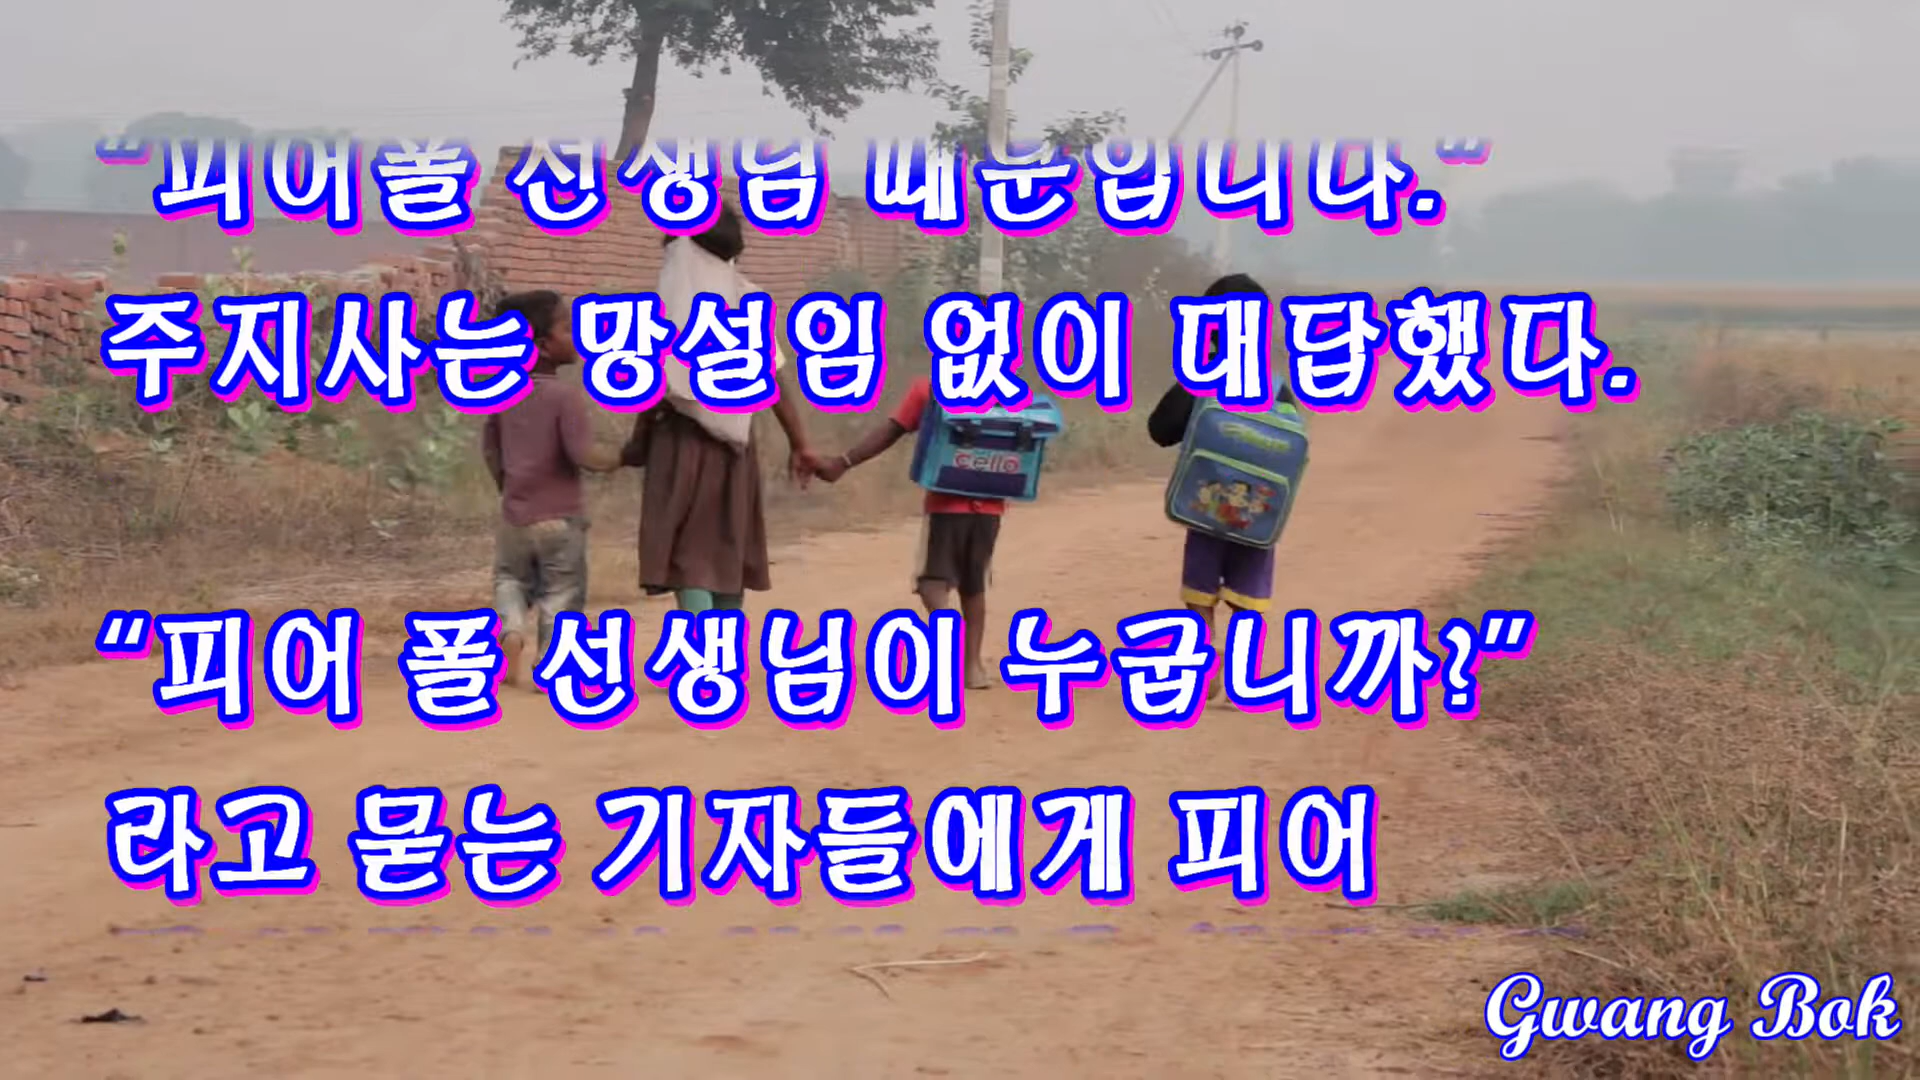 “피어폴 선생님 때문입니다.”
주지사는 망설임 없이 대답했다.
“피어 폴 선생님이 누굽니까?”
라고 묻는 기자들에게 피어
cello
Gwang Bok